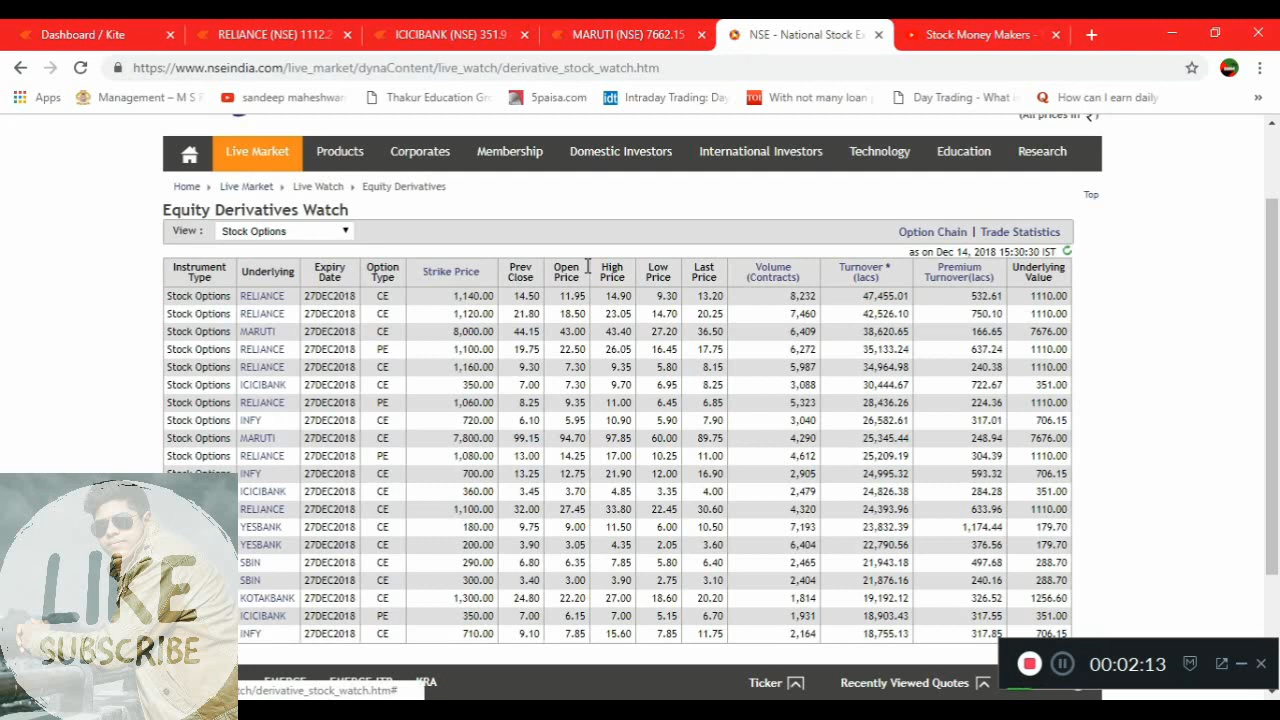 Dashboard / Kite RELIANCE (NSE) 1112.2 ICICIBANK (NSE) 351.9 MARUTI (NSE) 7662.15 NSE - National Stock Ex Stock Money Makers -
https://www.nseindia.com/live_market/dynaContent/live_watch/derivative_stock_watch.htm
Apps Management – M S sandeep maheshwar Thakur Education Gr 5paisa.com Intraday Trading: Da With not many loan Day Trading - What i How can I earn daily »
(All prices in ₹)
Live Market Products Corporates Membership Domestic Investors International Investors Technology Education Research
Home Live Market Live Watch Equity Derivatives
Top
Equity Derivatives Watch
View : Stock Options Option Chain | Trade Statistics
as on Dec 14, 2018 15:30:30 IST
Instrument Type Underlying Expiry Date Option Type Strike Price Prev Close Open Price High Price Low Price Last Price Volume (Contracts) Turnover * (lacs) Premium Turnover(lacs) Underlying Value
Stock Options RELIANCE 27DEC2018 CE 1,140.00 14.50 11.95 14.90 9.30 13.20 8,232 47,455.01 532.61 1110.00
Stock Options RELIANCE 27DEC2018 CE 1,120.00 21.80 18.50 23.05 14.70 20.25 7,460 42,526.10 750.10 1110.00
Stock Options MARUTI 27DEC2018 CE 8,000.00 44.15 43.00 43.40 27.20 36.50 6,409 38,620.65 166.65 7676.00
Stock Options RELIANCE 27DEC2018 PE 1,100.00 19.75 22.50 26.05 16.45 17.75 6,272 35,133.24 637.24 1110.00
Stock Options RELIANCE 27DEC2018 CE 1,160.00 9.30 7.30 9.35 5.80 8.15 5,987 34,964.98 240.38 1110.00
Stock Options ICICIBANK 27DEC2018 CE 350.00 7.00 7.30 9.70 6.95 8.25 3,088 30,444.67 722.67 351.00
Stock Options RELIANCE 27DEC2018 PE 1,060.00 8.25 9.35 11.00 6.45 6.85 5,323 28,436.26 224.36 1110.00
Stock Options INFY 27DEC2018 CE 720.00 6.10 5.95 10.90 5.90 7.90 3,040 26,582.61 317.01 706.15
Stock Options MARUTI 27DEC2018 CE 7,800.00 99.15 94.70 97.85 60.00 89.75 4,290 25,345.44 248.94 7676.00
Stock Options RELIANCE 27DEC2018 PE 1,080.00 13.00 14.25 17.00 10.25 11.00 4,612 25,209.19 304.39 1110.00
Stock Options INFY 27DEC2018 CE 700.00 13.25 12.75 21.90 12.00 16.90 2,905 24,995.32 593.32 706.15
ICICIBANK 27DEC2018 CE 360.00 3.45 3.70 4.85 3.35 4.00 2,479 24,826.38 284.28 351.00
RELIANCE 27DEC2018 CE 1,100.00 32.00 27.45 33.80 22.45 30.60 4,320 24,393.96 633.96 1110.00
YESBANK 27DEC2018 CE 180.00 9.75 9.00 11.50 6.00 10.50 7,193 23,832.39 1,174.44 179.70
YESBANK 27DEC2018 CE 200.00 3.90 3.05 4.35 2.05 3.60 6,404 22,790.56 376.56 179.70
SBIN 27DEC2018 CE 290.00 6.80 6.35 7.85 5.80 6.40 2,465 21,943.18 497.68 288.70
SBIN 27DEC2018 CE 300.00 3.40 3.00 3.90 2.75 3.10 2,404 21,876.16 240.16 288.70
KOTAKBANK 27DEC2018 CE 1,300.00 24.80 22.20 27.00 18.60 20.20 1,814 19,192.12 326.52 1256.60
ICICIBANK 27DEC2018 PE 350.00 7.00 6.15 7.00 5.15 6.70 1,931 18,903.43 317.55 351.00
INFY 27DEC2018 CE 710.00 9.10 7.85 15.60 7.85 11.75 2,164 18,755.13 317.85 706.15
LIKE
SUBSCRIBE
00:02:13
KRA Ticker Recently Viewed Quotes
tch/derivative_stock_watch.htm#